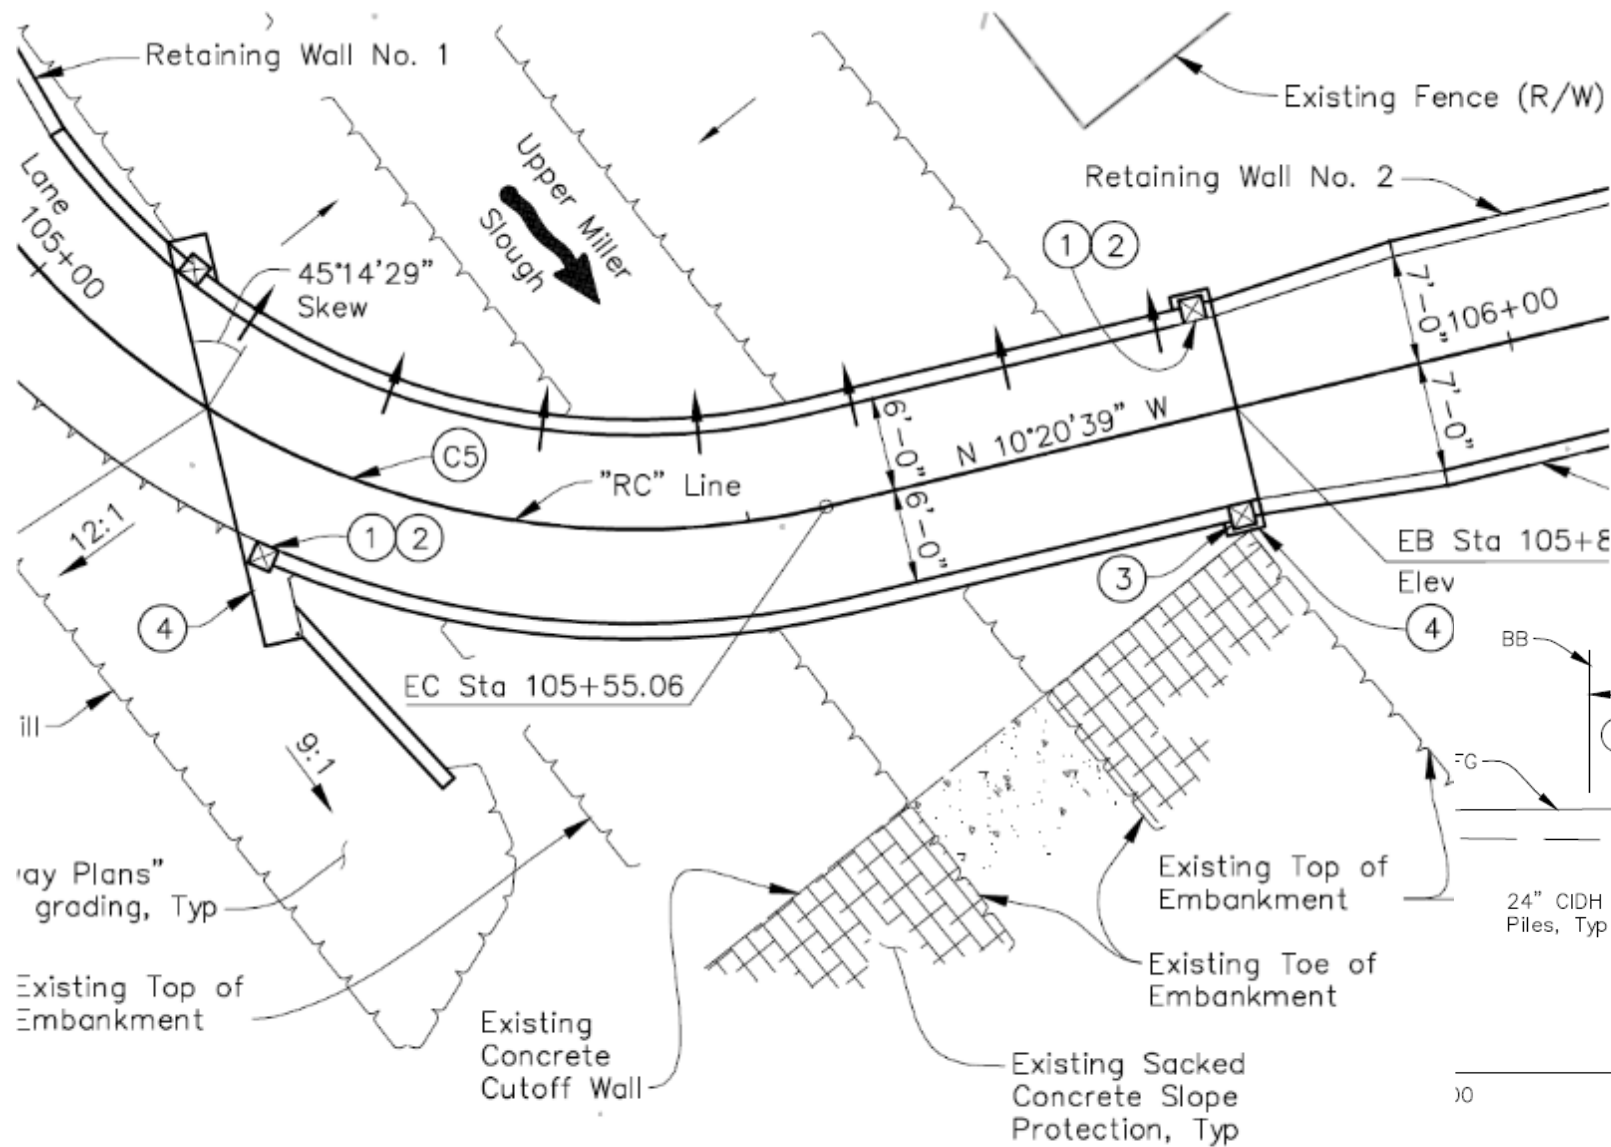 Retaining Wall No. 1
Existing Fence (R/W)
Retaining Wall No. 2
Lane
105+00
Upper Miller
Slough
45°14'29"
Skew
1 2
7'-0"
106+00
7'-0"
6'-0"
N 10°20'39" W
6'-0"
C5
"RC" Line
12:1
1 2
4
EB Sta 105+8
Elev
3
4
EC Sta 105+55.06
BB
ill
9:1
FG
ay Plans"
grading, Typ
Existing Top of
Embankment
24" CIDH
Piles, Typ
Existing Top of
Embankment
Existing Toe of
Embankment
Existing
Concrete
Cutoff Wall
Existing Sacked
Concrete Slope
Protection, Typ
00